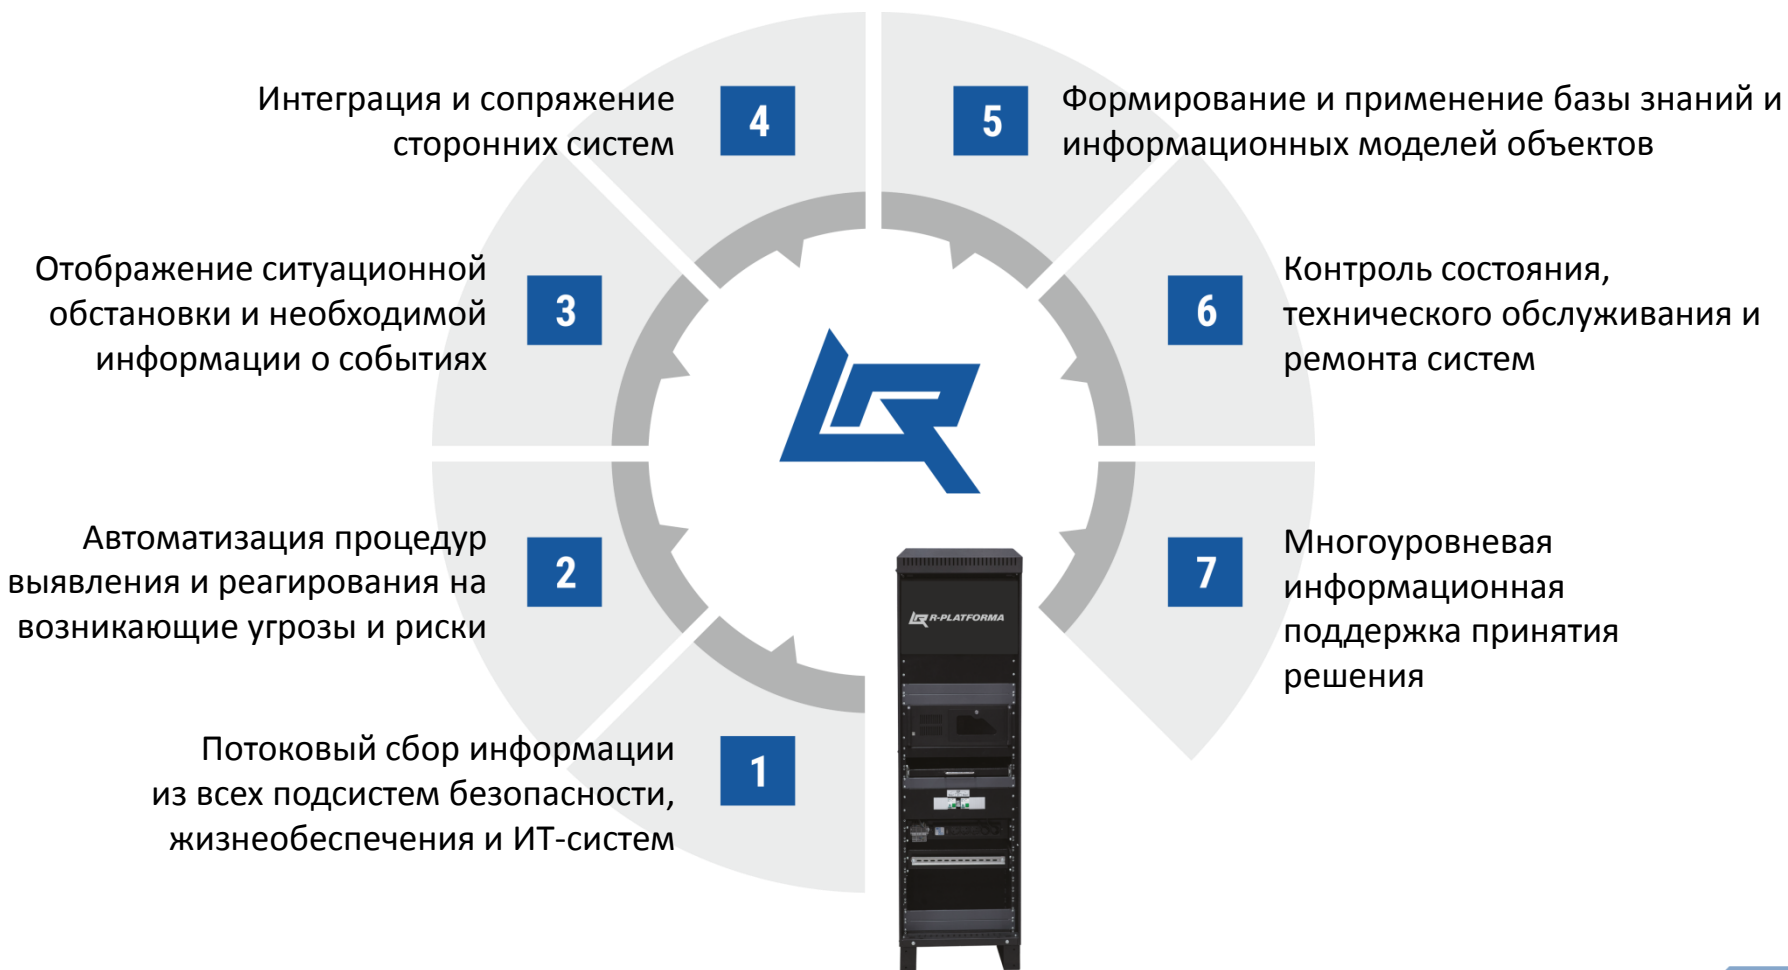 Интеграция и сопряжение
сторонних систем
4
5
Формирование и применение базы знаний и
информационных моделей объектов
Отображение ситуационной
обстановки и необходимой
информации о событиях
3
6
Контроль состояния,
технического обслуживания и
ремонта систем
Автоматизация процедур
выявления и реагирования на
возникающие угрозы и риски
2
7
Многоуровневая
информационная
поддержка принятия
решения
R-PLATFORMA
Потоковый сбор информации
из всех подсистем безопасности,
жизнеобеспечения и ИТ-систем
1